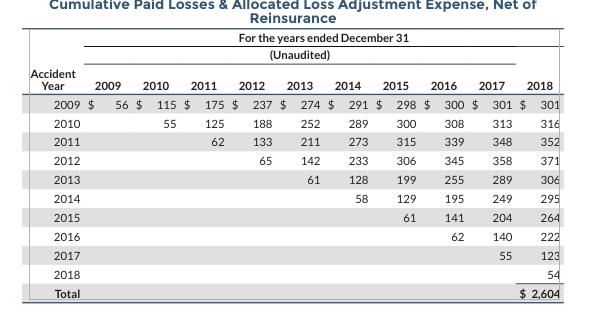 Cumulative Paid Losses & Allocated Loss Adjustment Expense, Net of
Reinsurance
For the years ended December 31
(Unaudited)
Accident
Year 2009 2010 2011 2012 2013 2014 2015 2016 2017 2018
2009 $ 56 $ 115 $ 175 $ 237 $ 274 $ 291 $ 298 $ 300 $ 301 $ 301
2010 55 125 188 252 289 300 308 313 316
2011 62 133 211 273 315 339 348 352
2012 65 142 233 306 345 358 371
2013 61 128 199 255 289 306
2014 58 129 195 249 295
2015 61 141 204 264
2016 62 140 222
2017 55 123
2018 54
Total $ 2,604